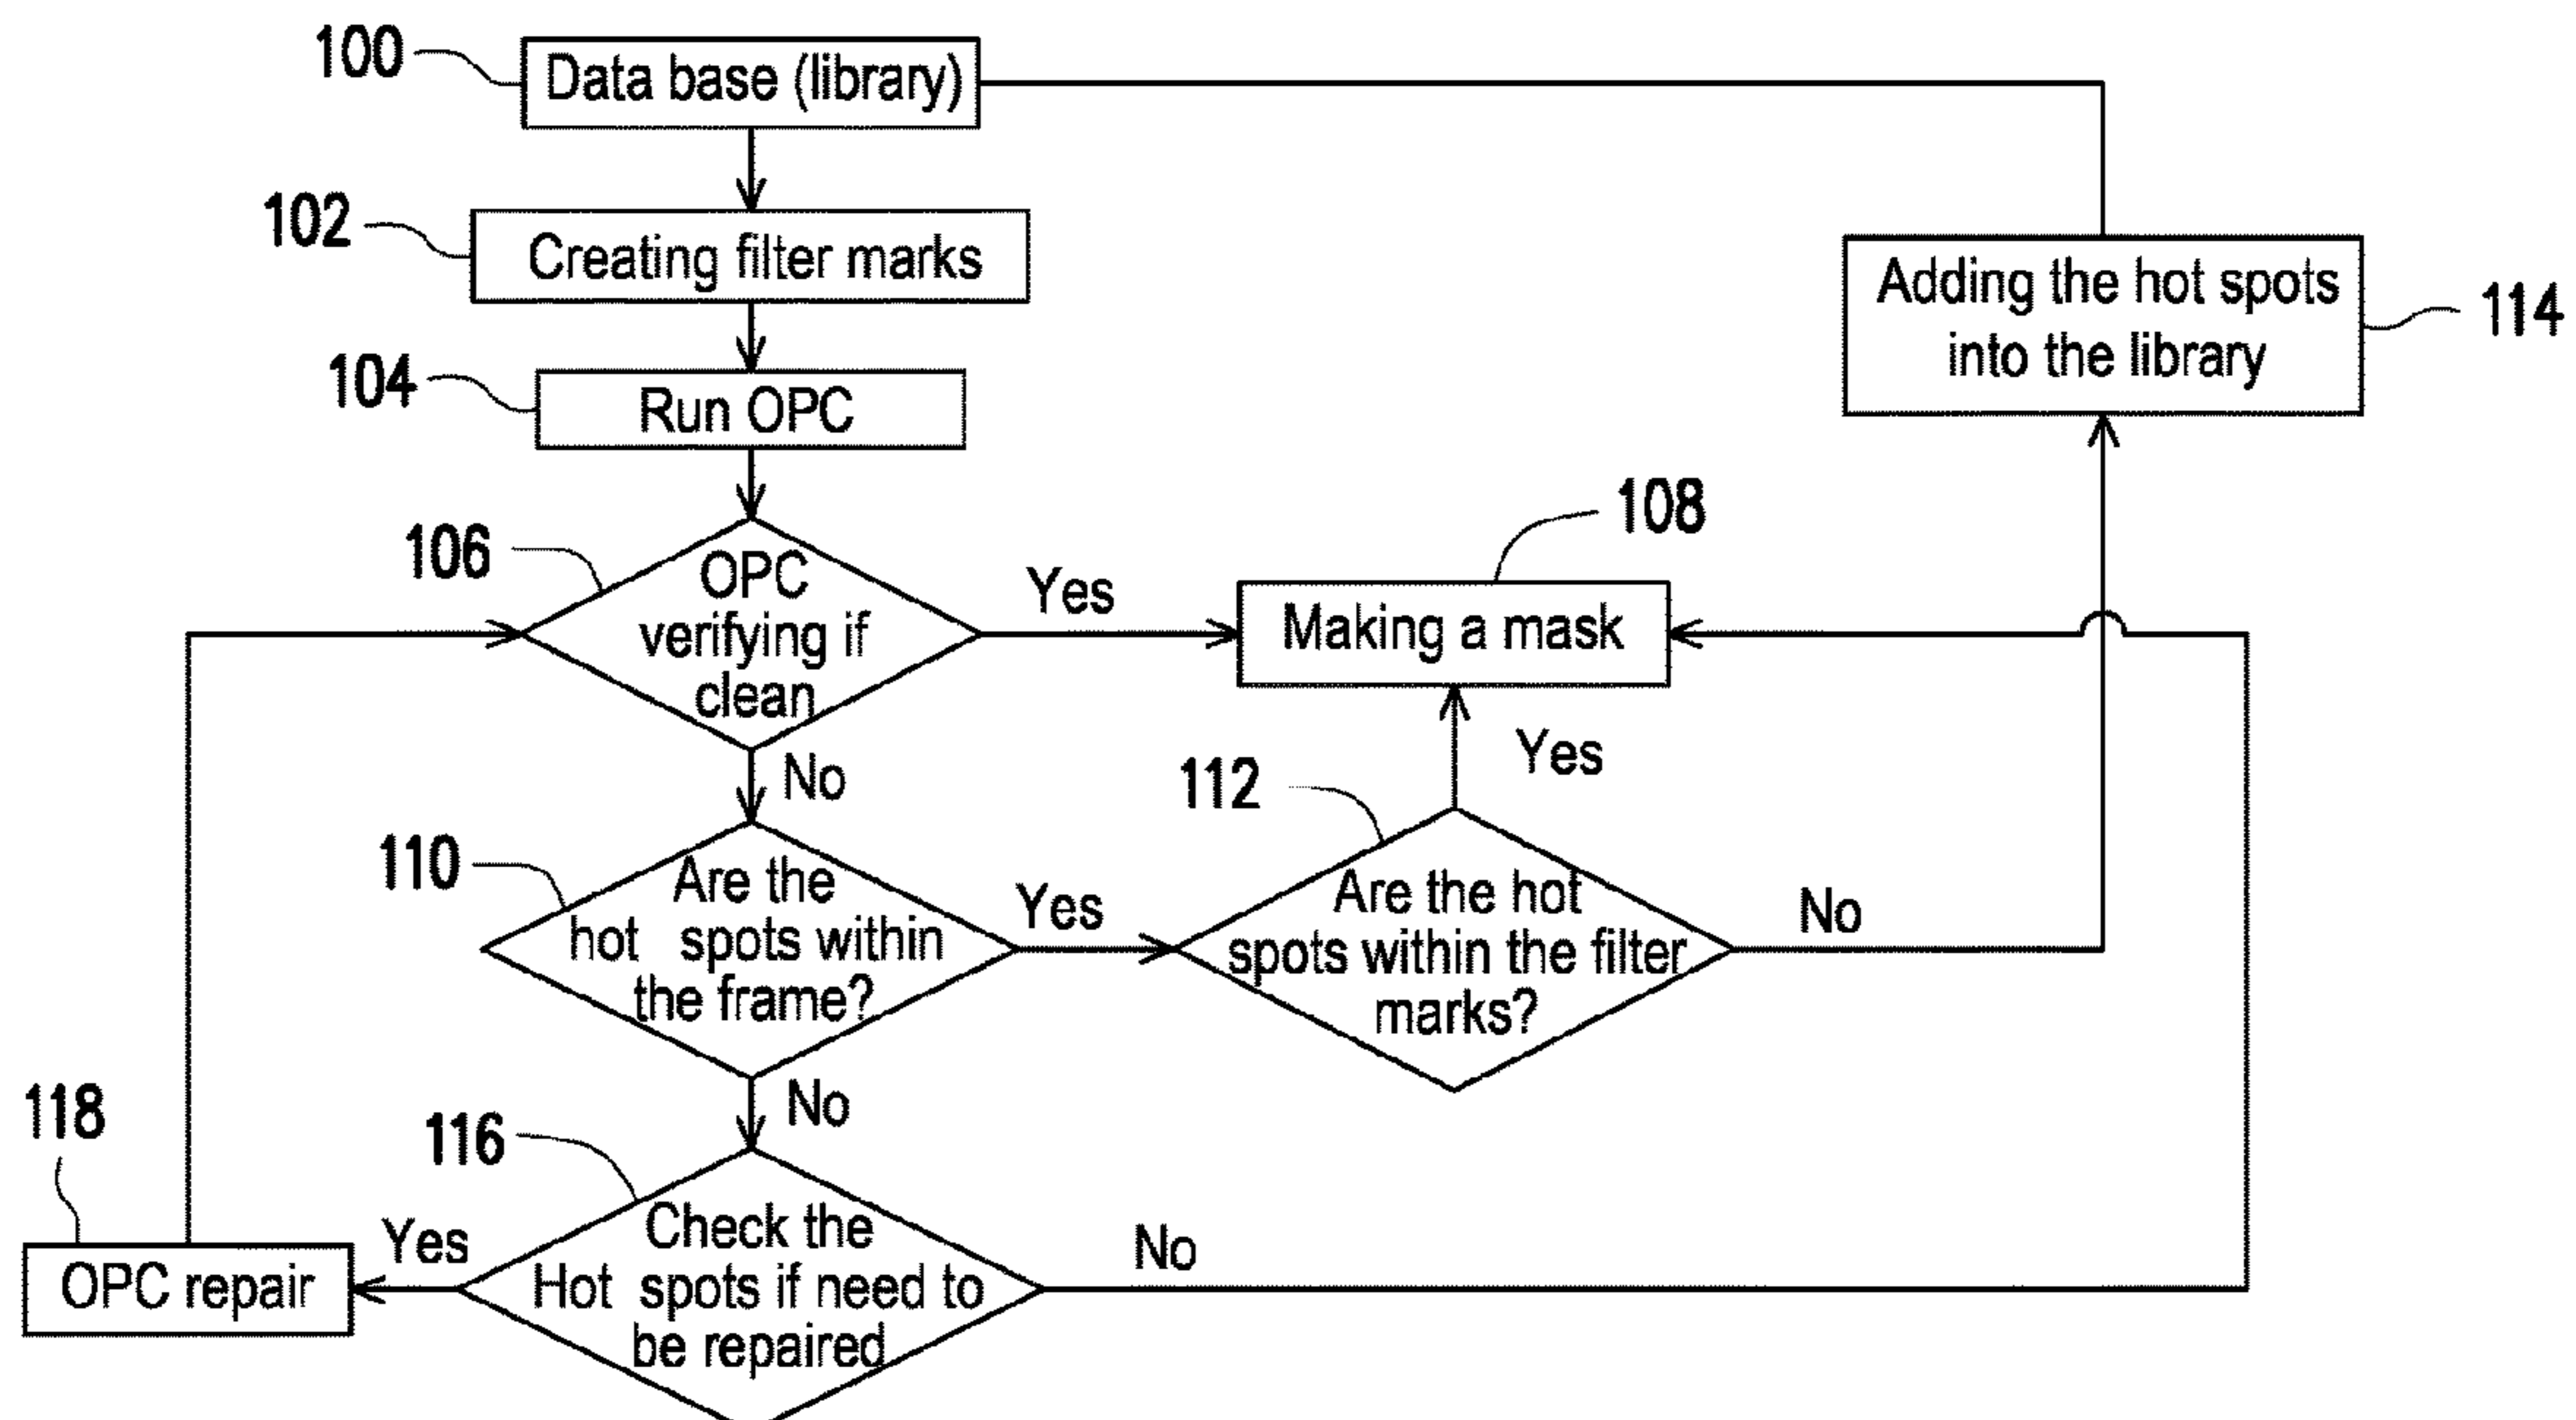 100
Data base (library)
102
Creating filter marks
Adding the hot spots
into the library
114
104
Run OPC
108
106
OPC
verifying if
clean
Yes
Making a mask
No
Yes
112
110
Are the
hot spots within
the frame?
Yes
Are the hot
spots within the filter
marks?
No
No
118
116
Check the
Hot spots if need to
be repaired
Yes
No
OPC repair